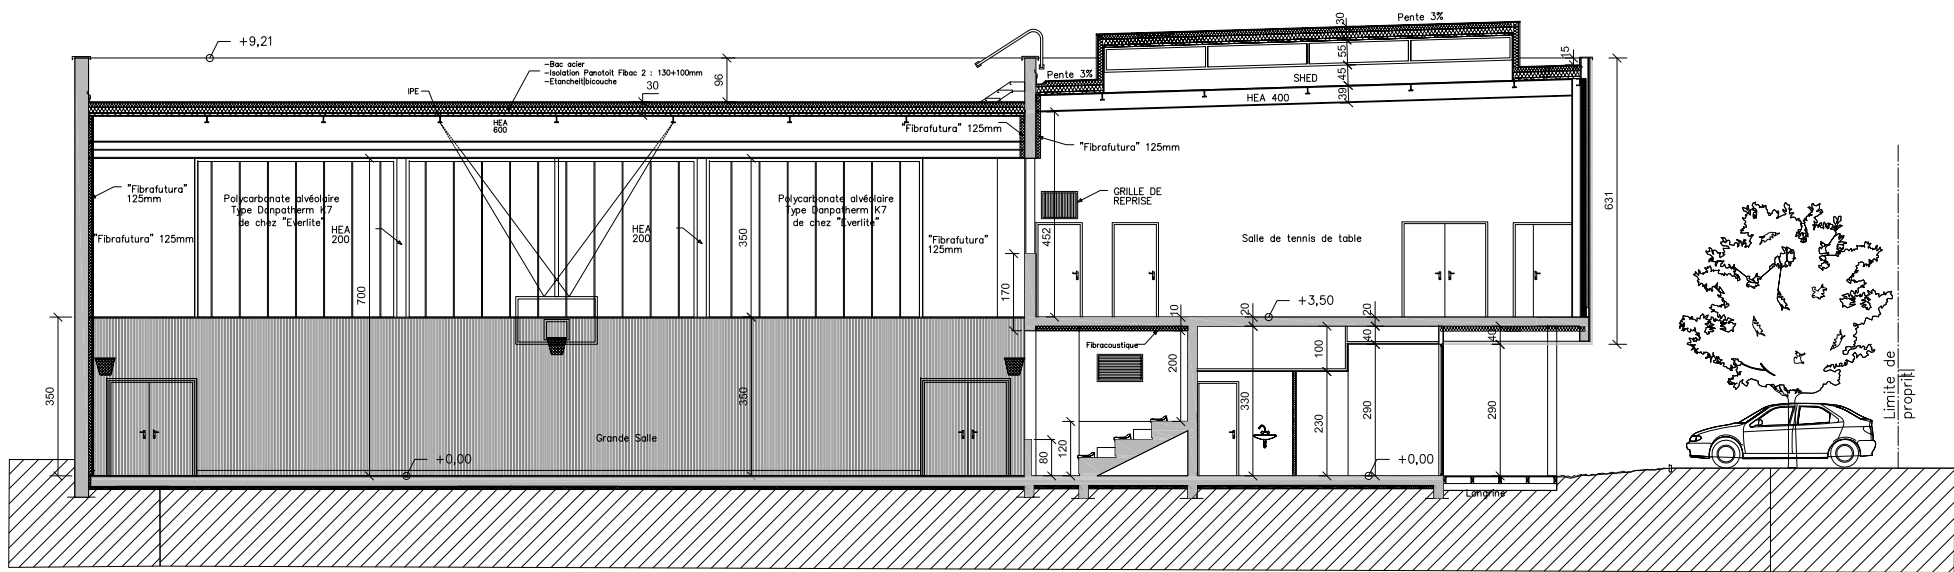 +9,21
-Bac acier
-Isolation Panotoit Fibac 2 : 130+100mm
-Etancheit|bicouche
IPE
30
96
HEA
600
"Fibrafutura" 125mm
"Fibrafutura" 125mm
Pente 3%
Pente 3%
30
55
45
39
15
SHED
HEA 400
"Fibrafutura"
125mm
"Fibrafutura" 125mm
Polycarbonate alvéolaire
Type Danpatherm K7
de chez "Everlite"
HEA
200
HEA
200
Polycarbonate alvéolaire
Type Danpatherm K7
de chez "Everlite"
"Fibrafutura"
125mm
350
700
350
350
170
452
GRILLE DE
REPRISE
Salle de tennis de table
+3,50
631
10
20
20
Fibracoustique
200
100
40
40
330
230
290
290
120
80
Grande Salle
+0,00
+0,00
Longrine
Limite de
proprit|